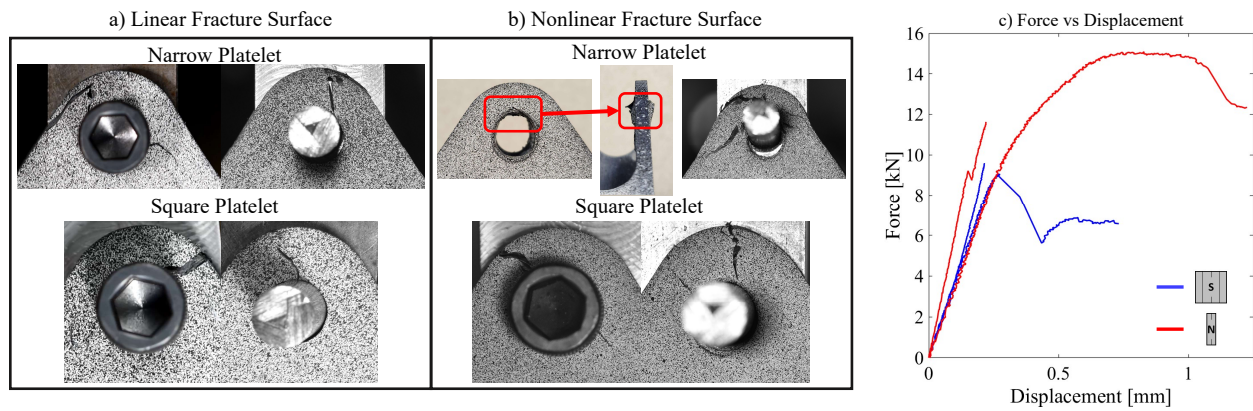 a) Linear Fracture Surface
Narrow Platelet
Square Platelet
b) Nonlinear Fracture Surface
Narrow Platelet
Square Platelet
c) Force vs Displacement
Force [kN]
16
14
12
10
8
6
4
2
0
0
0.5
1
Displacement [mm]
S
N